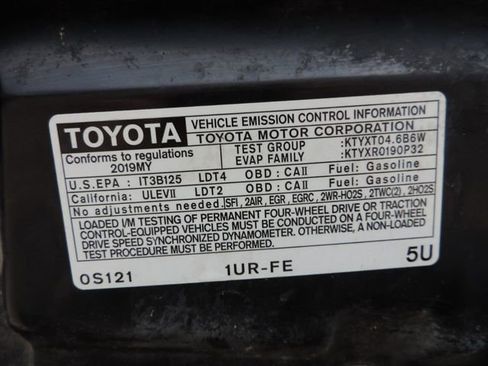 TOYOTA
VEHICLE EMISSION CONTROL INFORMATION
TOYOTA MOTOR CORPORATION
Conforms to regulations
2019MY
TEST GROUP :KTYXT04.6B6W
EVAP FAMILY :KTYXR0190P32
U.S.EPA : IT3B125 LDT4 OBD : CAII Fuel: Gasoline
California: ULEVII LDT2 OBD : CAII Fuel: Gasoline
No adjustments needed. SFI, 2AIR, EGR, EGRC, 2WR-HO2S, 2TWC(2), 2HO2S
LOADED I/M TESTING OF PERMANENT FOUR-WHEEL DRIVE OR TRACTION
CONTROL-EQUIPPED VEHICLES MUST BE CONDUCTED ON A FOUR-WHEEL DRIVE
SPEED SYNCHRONIZED DYNAMOMETER. OTHERWISE, A NON-LOADED
TEST PROCEDURE MUST BE PERFORMED.
0S121 1UR-FE 5U